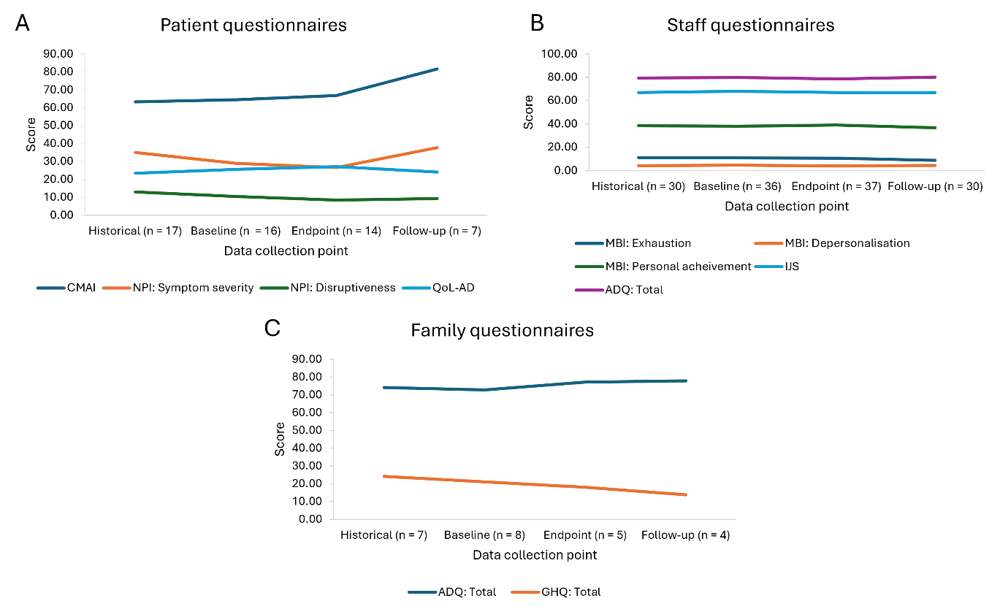 A
Patient questionnaires
90.00
80.00
70.00
60.00
50.00
40.00
30.00
20.00
10.00
0.00
Score
Historical (n = 17) Baseline (n = 16) Endpoint (n = 14) Follow-up (n = 7)
Data collection point
CMAI NPI: Symptom severity NPI: Disruptiveness QoL-AD
B
Staff questionnaires
100.00
80.00
60.00
40.00
20.00
0.00
Score
Historical (n = 30) Baseline (n = 36) Endpoint (n = 37) Follow-up (n = 30)
Data collection point
MBI: Exhaustion MBI: Depersonalisation
MBI: Personal acheivement IJS
ADQ: Total
C
Family questionnaires
90.00
80.00
70.00
60.00
50.00
40.00
30.00
20.00
10.00
0.00
Score
Historical (n = 7) Baseline (n = 8) Endpoint (n = 5) Follow-up (n = 4)
Data collection point
ADQ: Total GHQ: Total